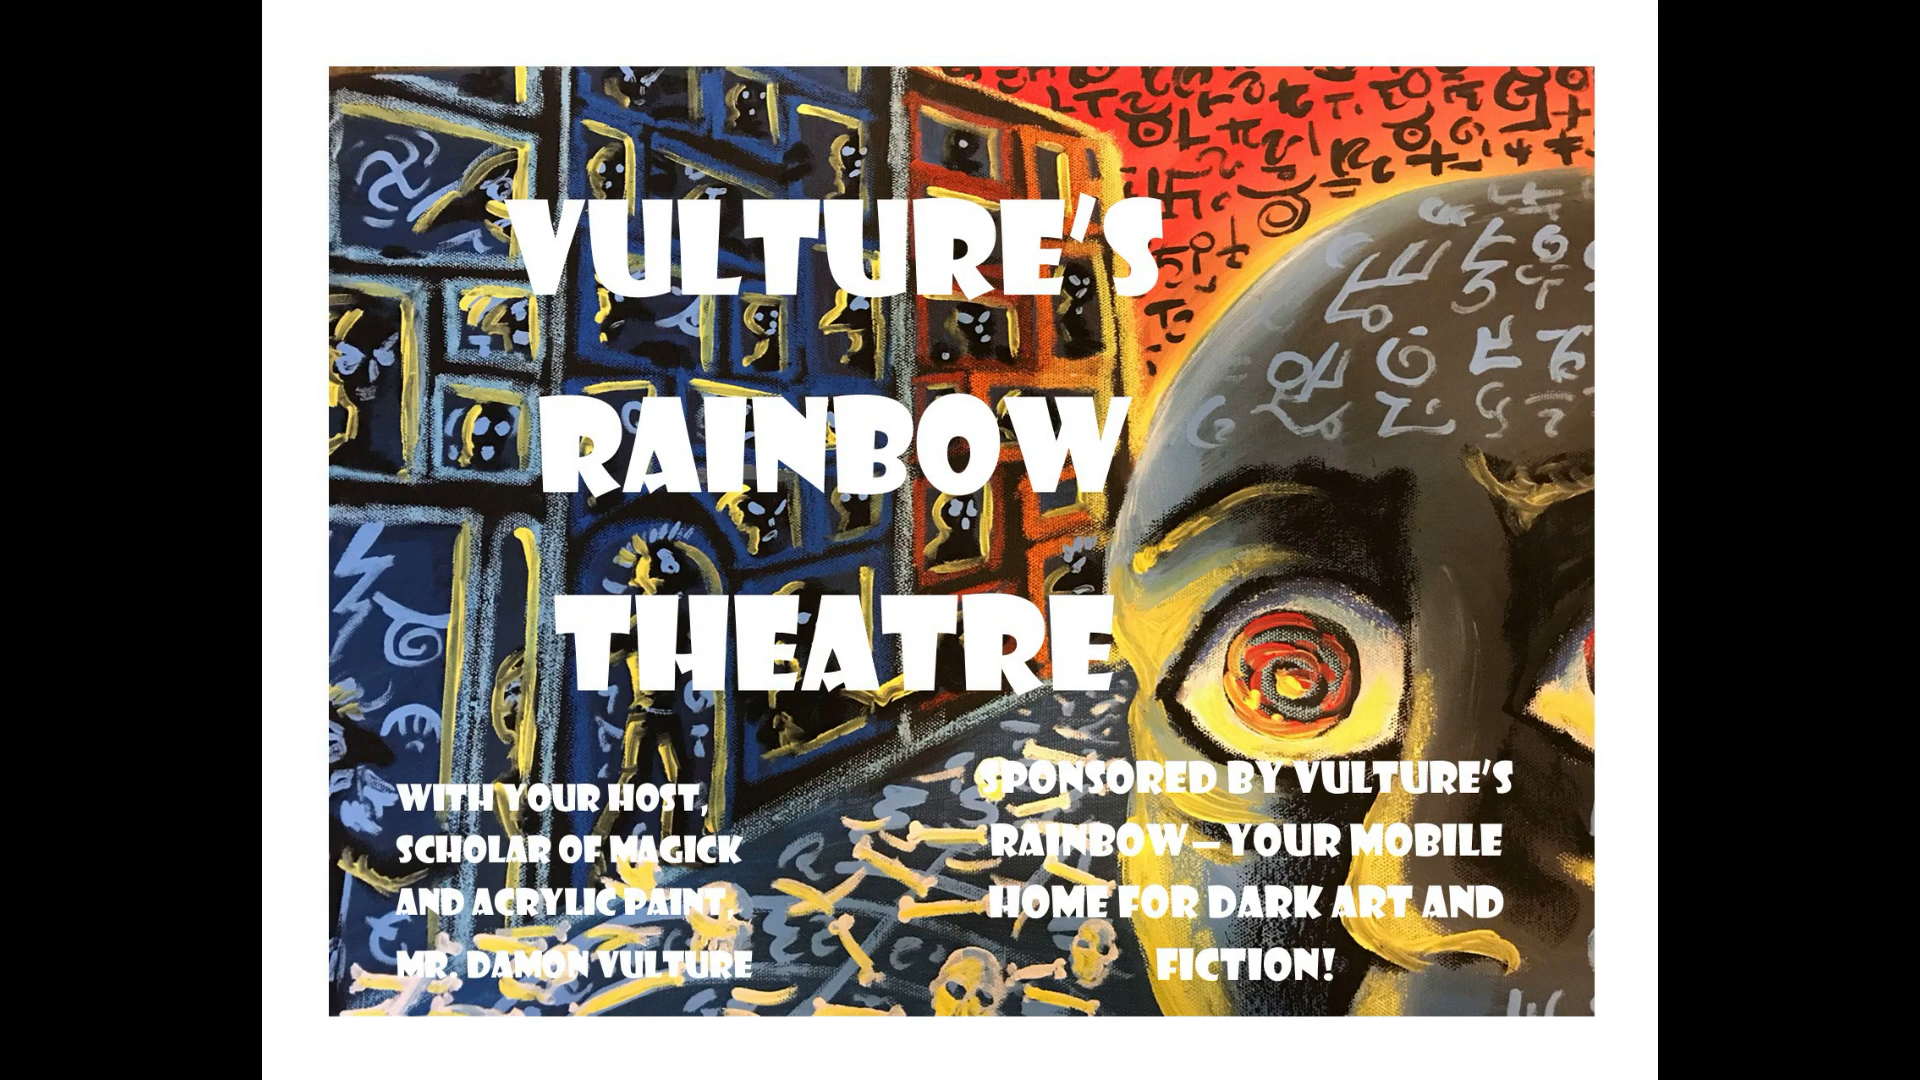 VULTURE'S
RAINBOW
THEATRE
WITH YOUR HOST,
SCHOLAR OF MAGICK
AND ACRYLIC PAINT,
MR. DAMON VULTURE
SPONSORED BY VULTURE'S
RAINBOW—YOUR MOBILE
HOME FOR DARK ART AND
FICTION!